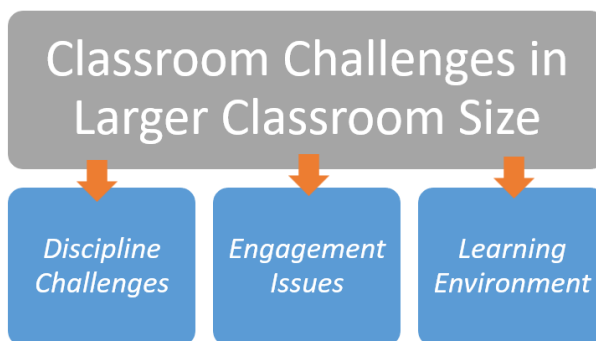 Classroom Challenges in
Larger Classroom Size
Discipline
Challenges
Engagement
Issues
Learning
Environment